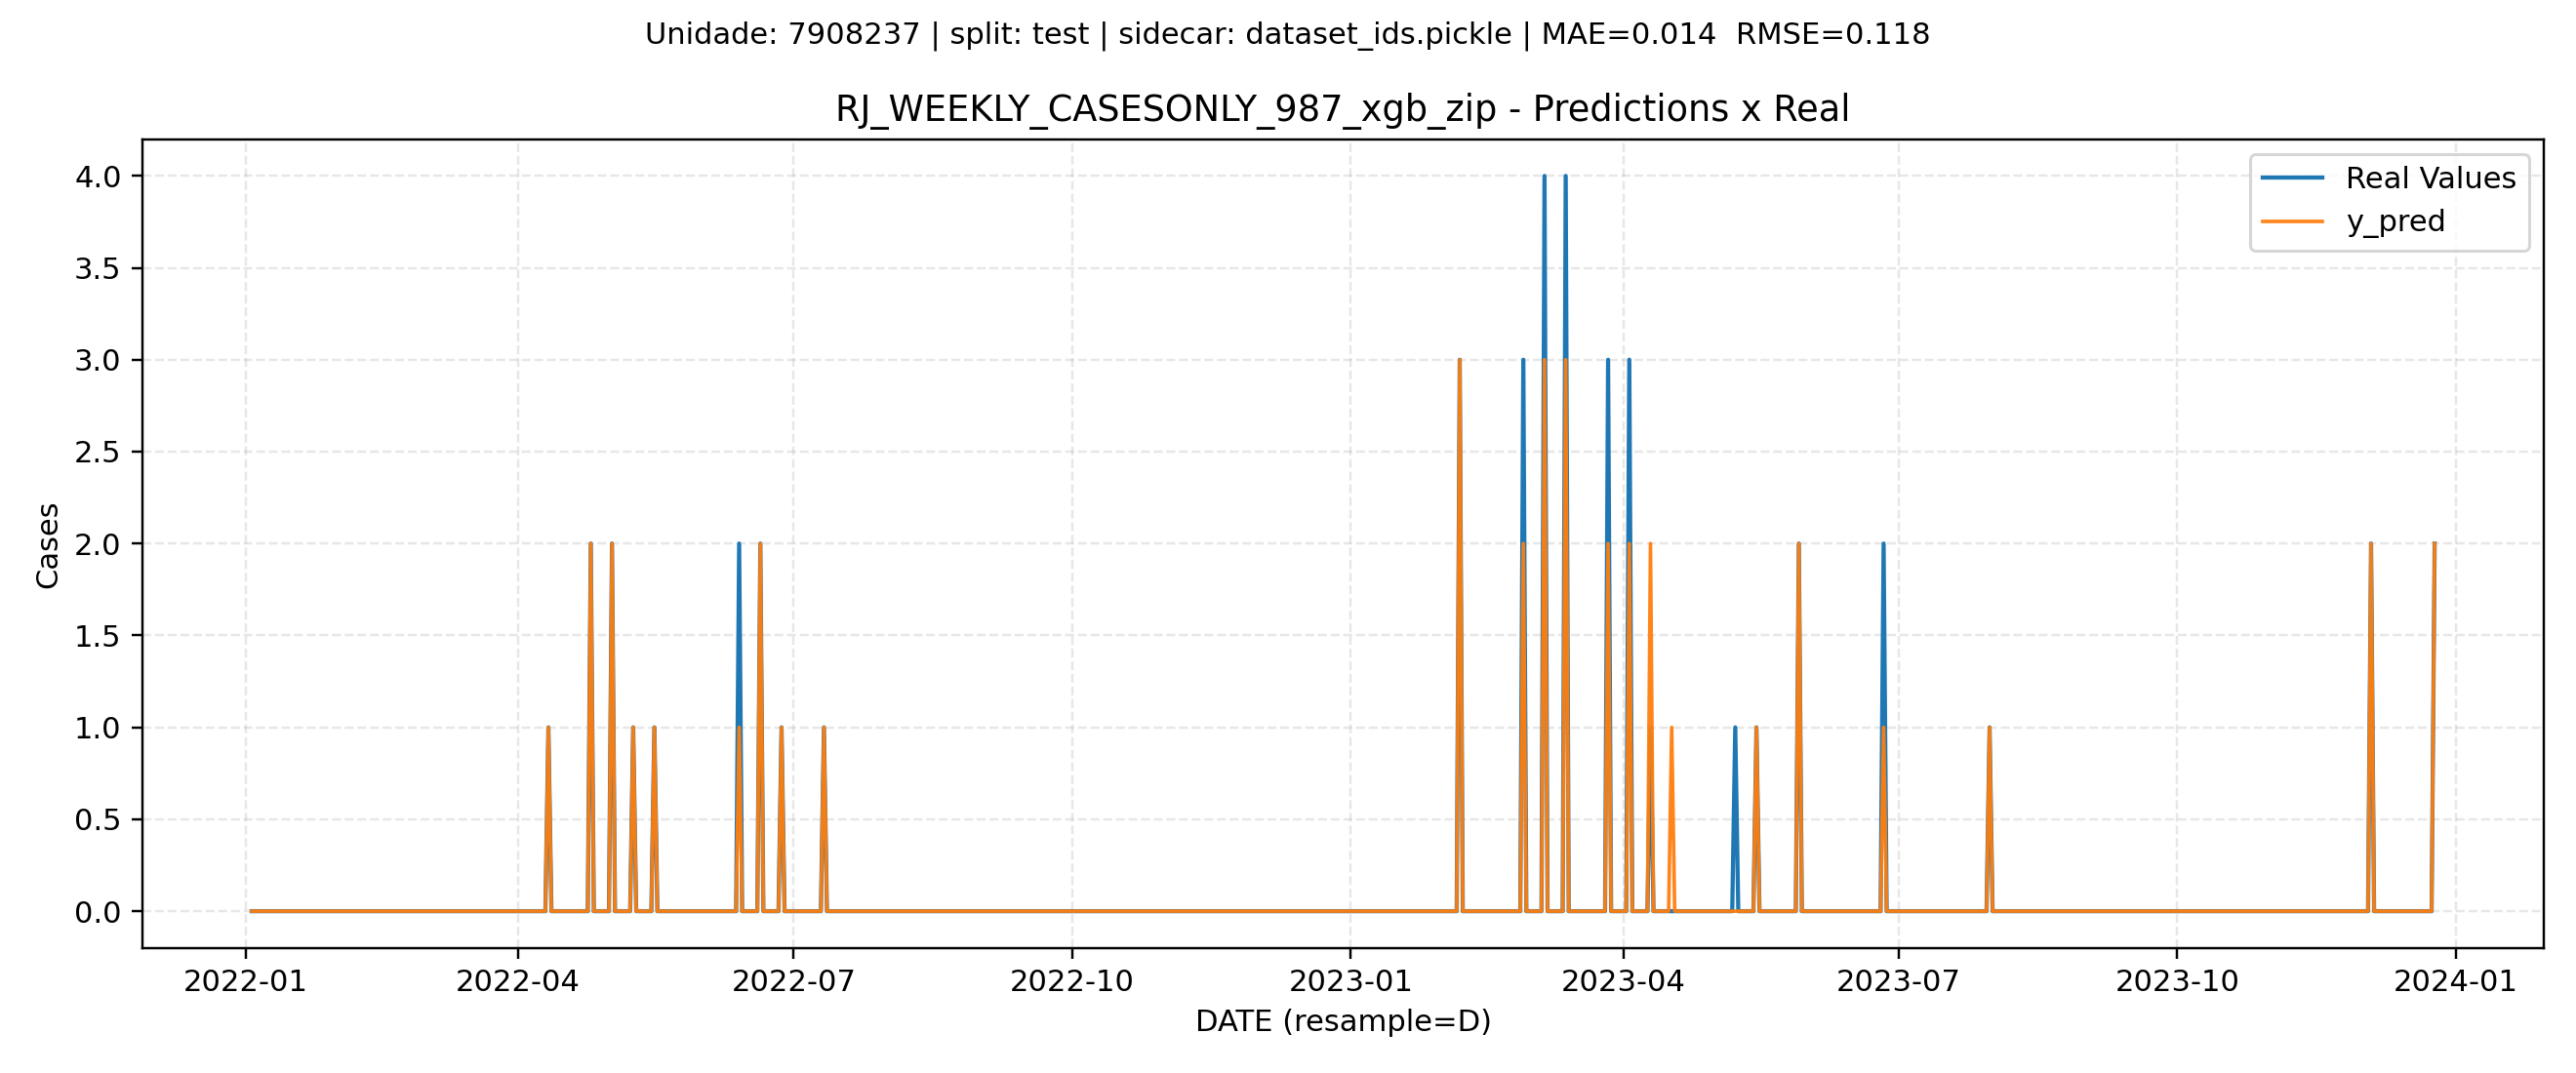 Unidade: 7908237 | split: test | sidecar: dataset_ids.pickle | MAE=0.014  RMSE=0.118
RJ_WEEKLY_CASESONLY_987_xgb_zip - Predictions x Real
Real Values
y_pred
4.0
3.5
3.0
2.5
2.0
1.5
1.0
0.5
0.0
Cases
2022-01 2022-04 2022-07 2022-10 2023-01 2023-04 2023-07 2023-10 2024-01
DATE (resample=D)